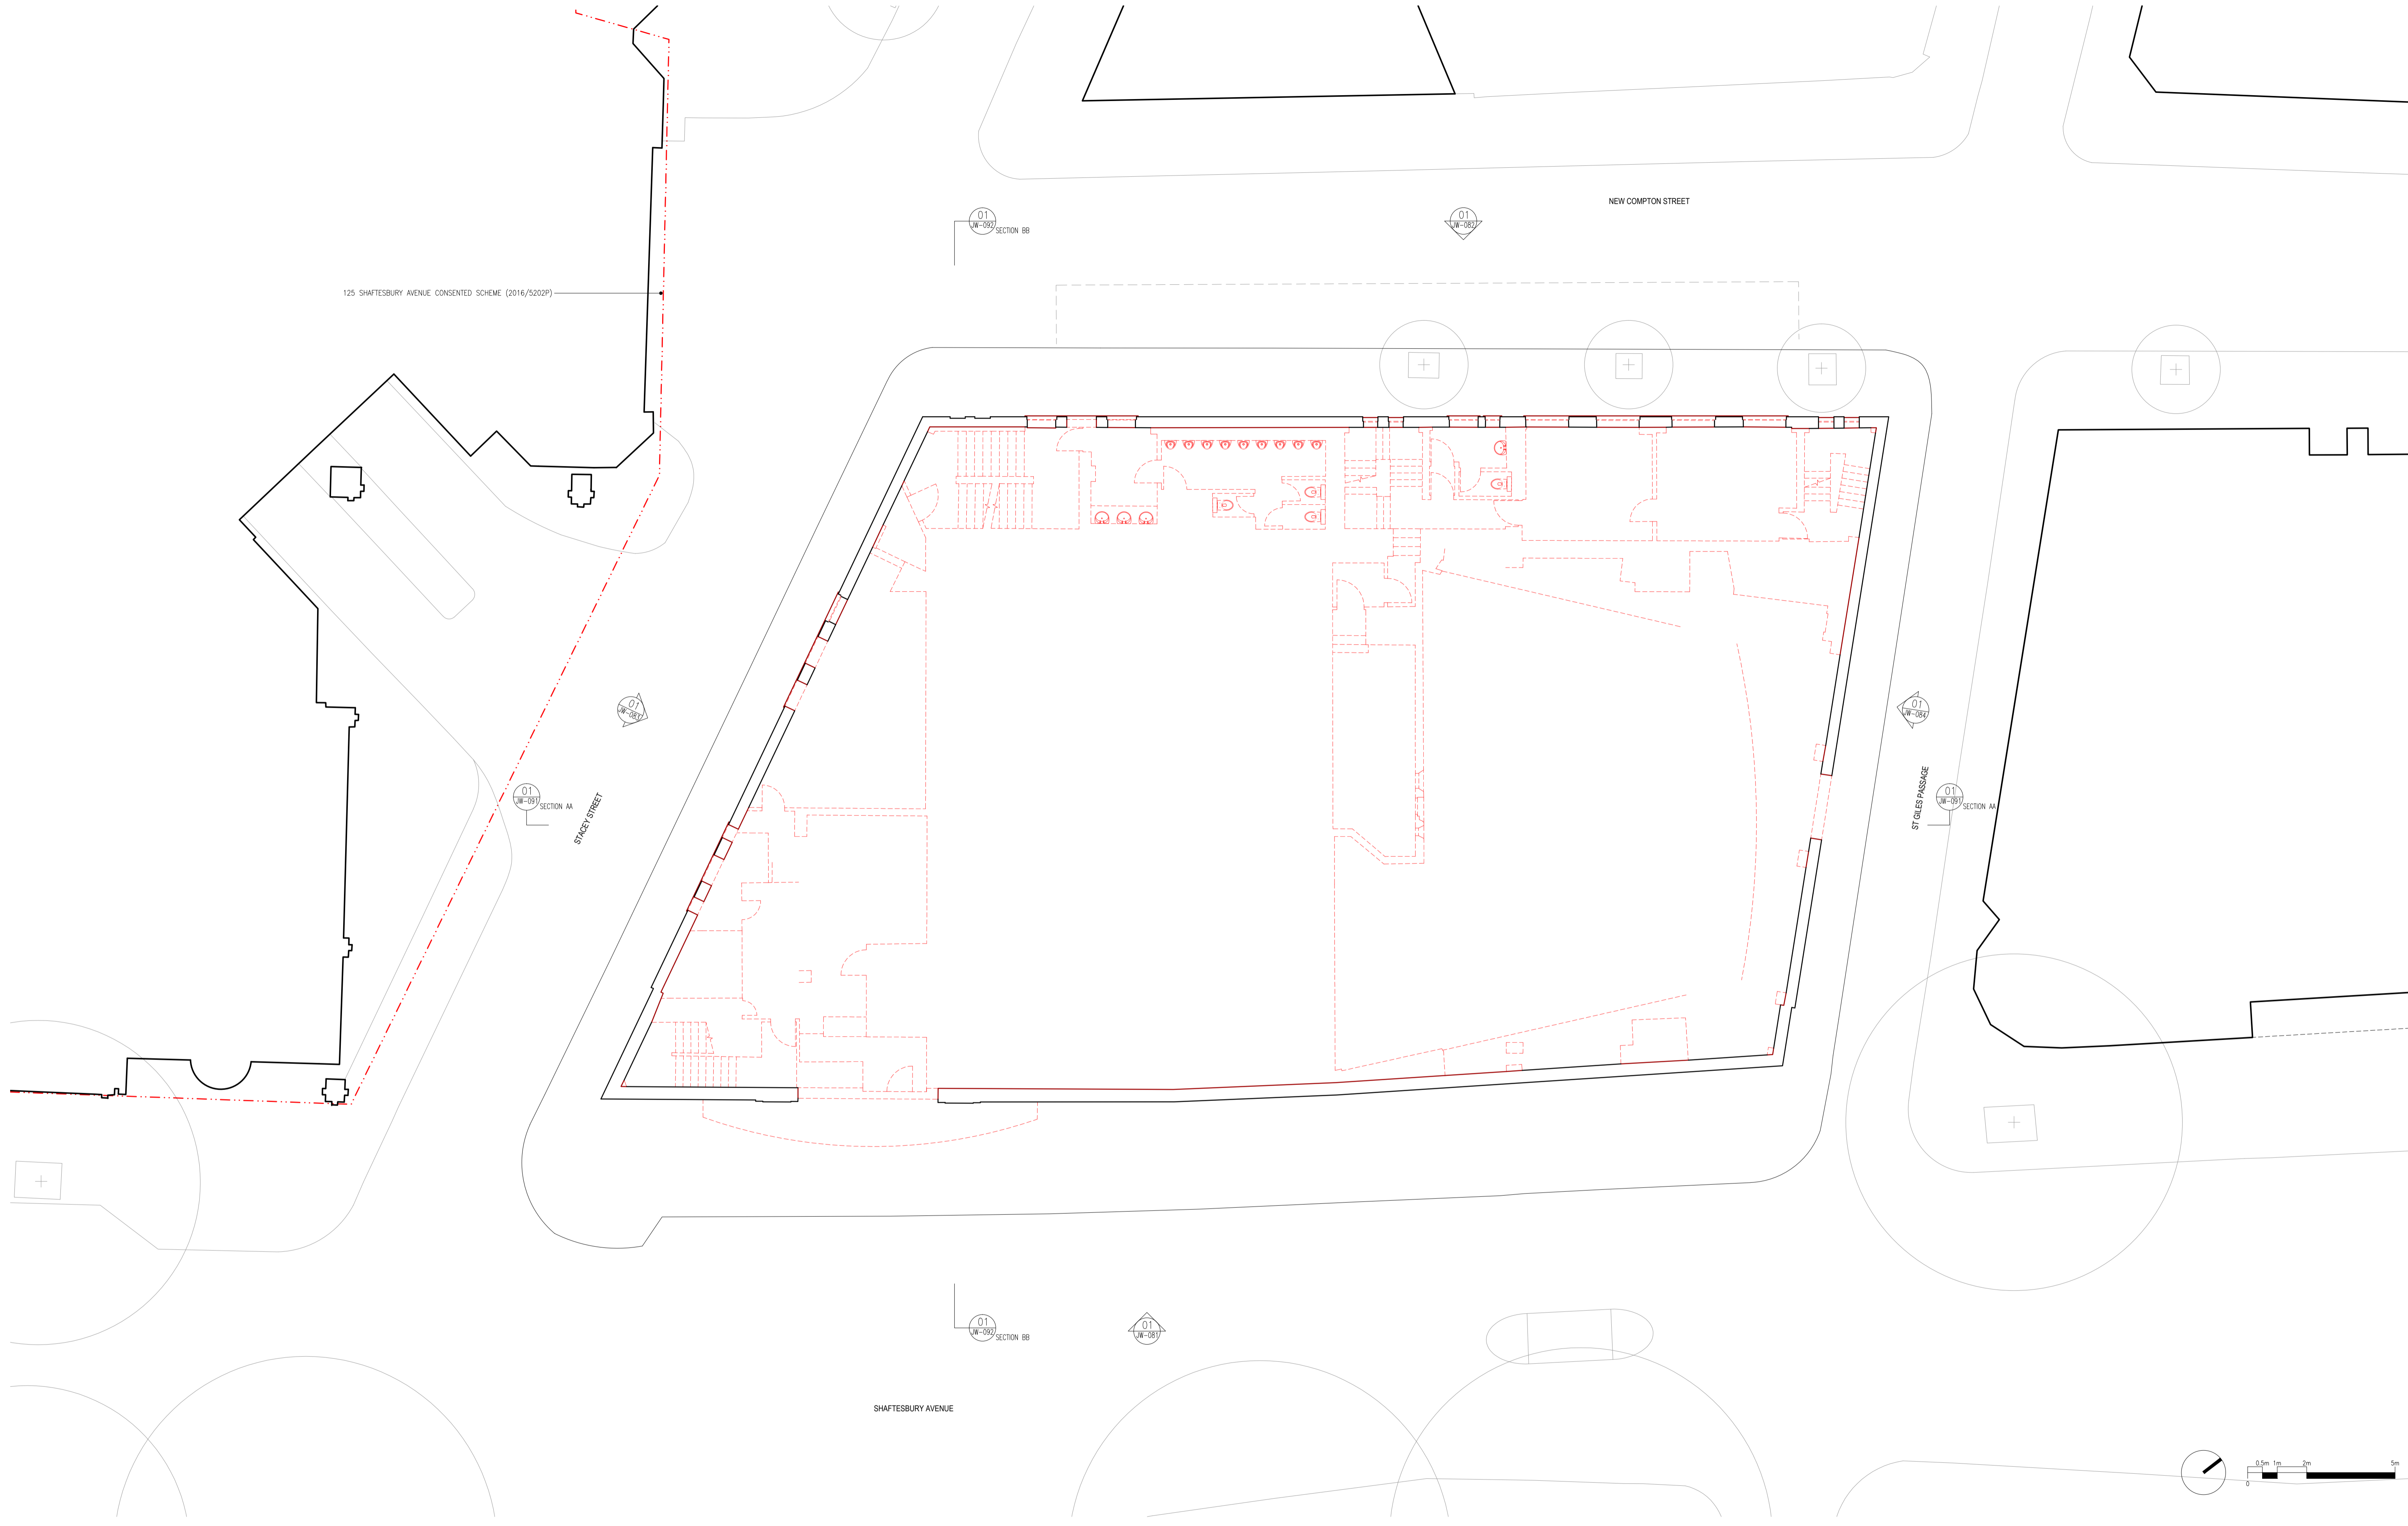 NEW COMPTON STREET
01
JW-092
SECTION BB
01
JW-082
125 SHAFTESBURY AVENUE CONSENTED SCHEME (2016/5202P)
01
JW-083
01
JW-084
01
JW-091
SECTION AA
STACEY STREET
ST GILES PASSAGE
01
JW-091
SECTION AA
01
JW-092
SECTION BB
01
JW-081
SHAFTESBURY AVENUE
0.5m 1m 2m 5m
0